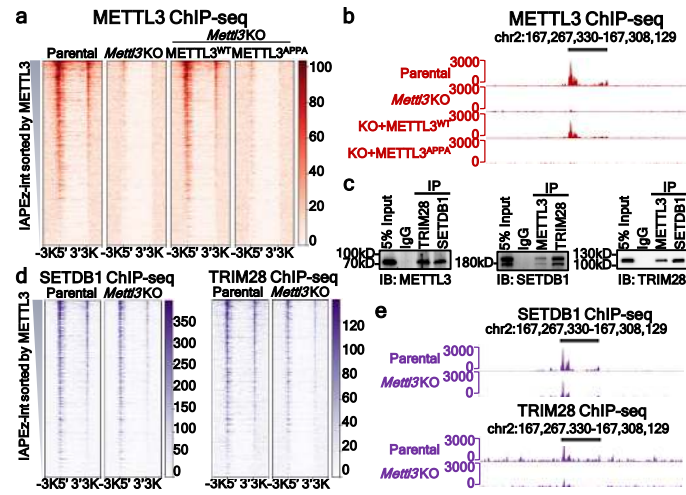 a
METTL3 ChIP-seq
Mettl3KO
Parental Mettl3KO METTL3WT METTL3APPA
IAPEz-int sorted by METTL3
100
80
60
40
20
0
-3K5' 3'3K -3K5' 3'3K -3K5' 3'3K -3K5' 3'3K
b
METTL3 ChIP-seq
chr2:167,267,330-167,308,129
3000
Parental
0
3000
Mettl3KO
0
3000
KO+METTL3WT
0
3000
KO+METTL3APPA
0
c
IP
5% Input
IgG
TRIM28
SETDB1
100kD
70kD
IB: METTL3
IP
5% Input
IgG
METTL3
TRIM28
180kD
IB: SETDB1
IP
5% Input
IgG
METTL3
SETDB1
130kD
100kD
IB: TRIM28
d
SETDB1 ChIP-seq
Parental Mettl3KO
IAPEz-int sorted by METTL3
350
300
250
200
150
100
50
0
-3K5' 3'3K -3K5' 3'3K
TRIM28 ChIP-seq
Parental Mettl3KO
120
100
80
60
40
20
0
-3K5' 3'3K -3K5' 3'3K
e
SETDB1 ChIP-seq
chr2:167,267,330-167,308,129
3000
Parental
0
3000
Mettl3KO
0
TRIM28 ChIP-seq
chr2:167,267,330-167,308,129
3000
Parental
0
3000
Mettl3KO
0